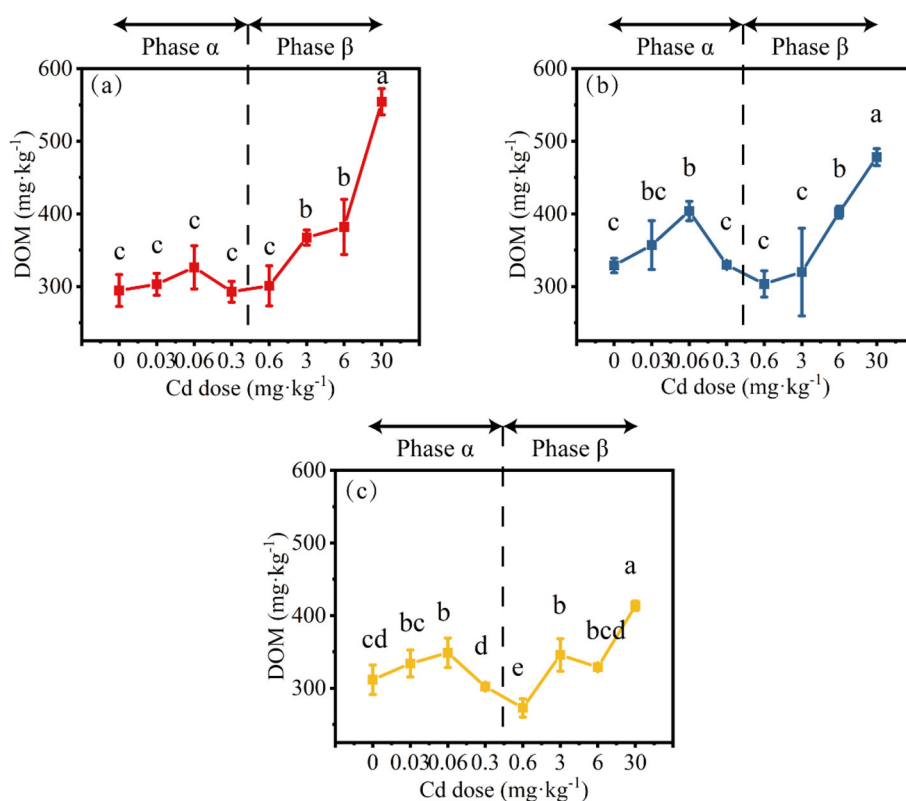 Phase α Phase β
(a)
a
b
b
c c c c c
600
500
400
300
DOM (mg·kg⁻¹)
0 0.03 0.06 0.3 0.6 3 6 30
Cd dose (mg·kg⁻¹)
Phase α Phase β
(b)
a
b
c bc b c c c
600
500
400
300
DOM (mg·kg⁻¹)
0 0.03 0.06 0.3 0.6 3 6 30
Cd dose (mg·kg⁻¹)
Phase α Phase β
(c)
a
cd bc b d e b bcd
600
500
400
300
DOM (mg·kg⁻¹)
0 0.03 0.06 0.3 0.6 3 6 30
Cd dose (mg·kg⁻¹)